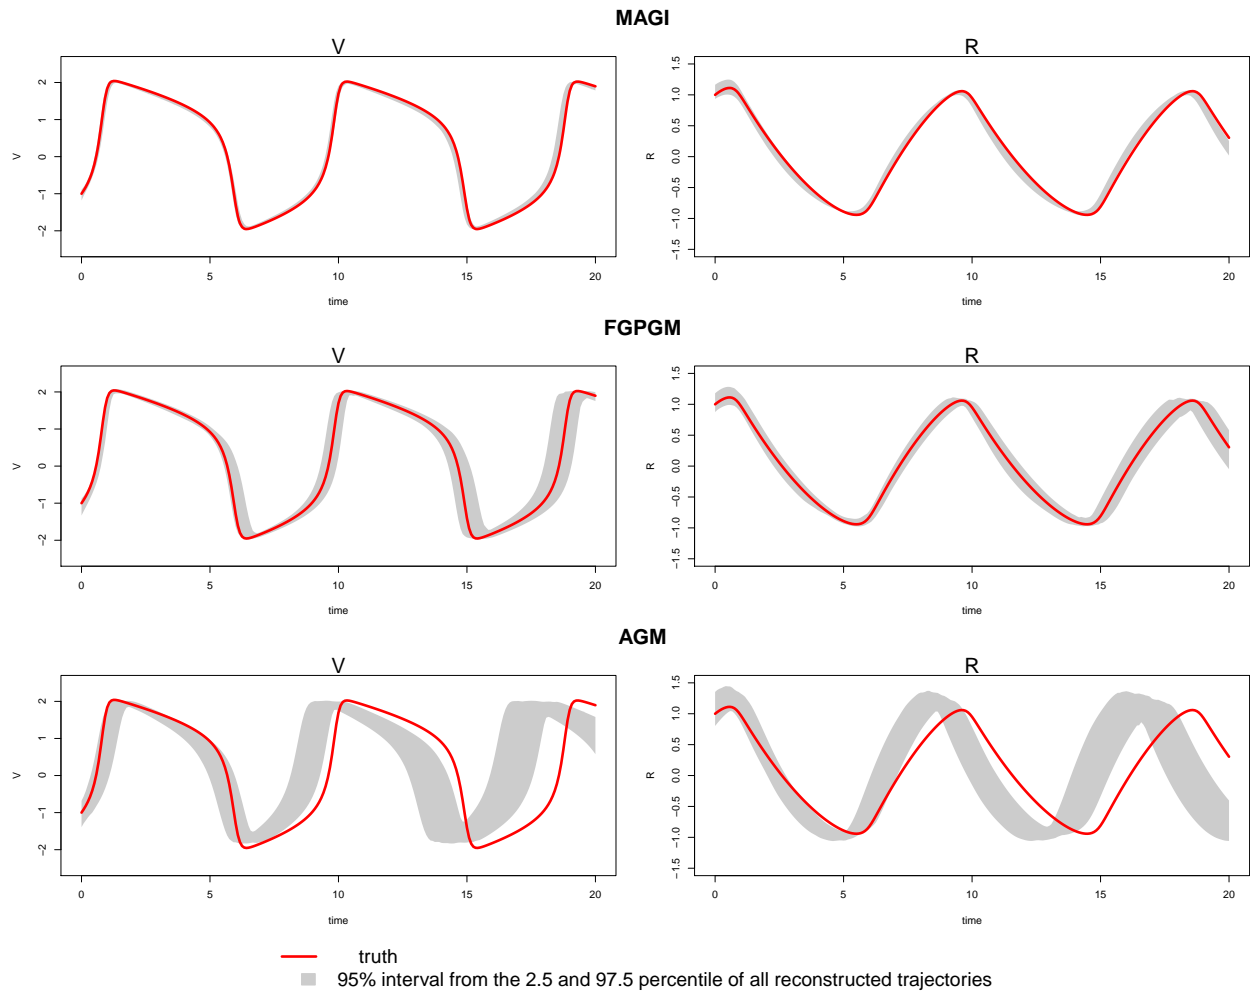 MAGI
V R
2 1 0 −1 −2
V
0 5 10 15 20
time
1.5 1.0 0.5 0.0 −0.5 −1.0 −1.5
R
0 5 10 15 20
time
FGPGM
V R
2 1 0 −1 −2
V
0 5 10 15 20
time
1.5 1.0 0.5 0.0 −0.5 −1.0 −1.5
R
0 5 10 15 20
time
AGM
V R
2 1 0 −1 −2
V
0 5 10 15 20
time
1.5 1.0 0.5 0.0 −0.5 −1.0 −1.5
R
0 5 10 15 20
time
truth
95% interval from the 2.5 and 97.5 percentile of all reconstructed trajectories